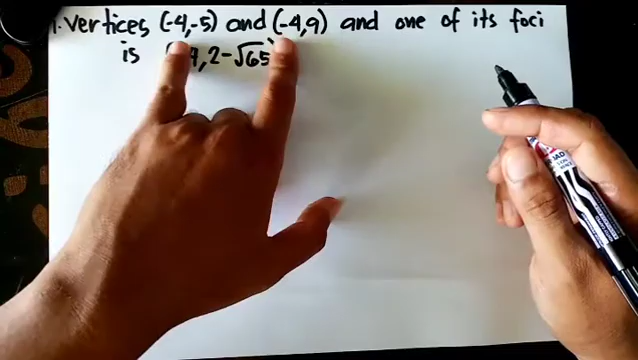 1. Vertices (-4,-5) and (-4,9) and one of its foci
is 4, 2-√65